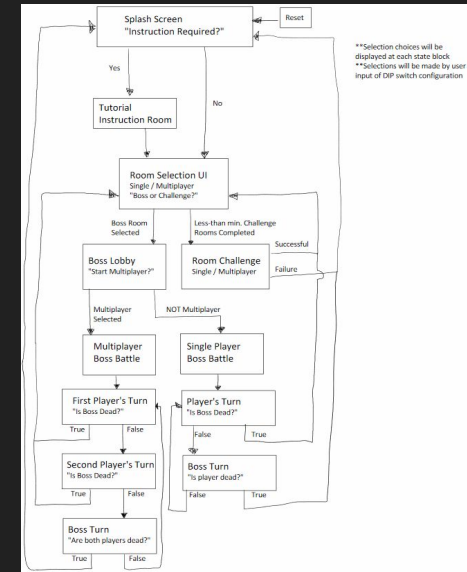 Splash Screen
"Instruction Required?"
Reset
**Selection choices will be
displayed at each state block
**Selections will be made by user
input of DIP switch configuration
Yes
No
Tutorial
Instruction Room
Room Selection UI
Single / Multiplayer
"Boss or Challenge?"
Boss Room
Selected
Less-than min. Challenge
Rooms Completed
Boss Lobby
"Start Multiplayer?"
Room Challenge
Single / Multiplayer
Successful
Failure
Multiplayer
Selected
NOT Multiplayer
Multiplayer
Boss Battle
Single Player
Boss Battle
First Player's Turn
"Is Boss Dead?"
Player's Turn
"Is Boss Dead?"
True
False
False
True
Second Player's Turn
"Is Boss Dead?"
Boss Turn
"Is player dead?"
True
False
False
True
Boss Turn
"Are both players dead?"
True
False